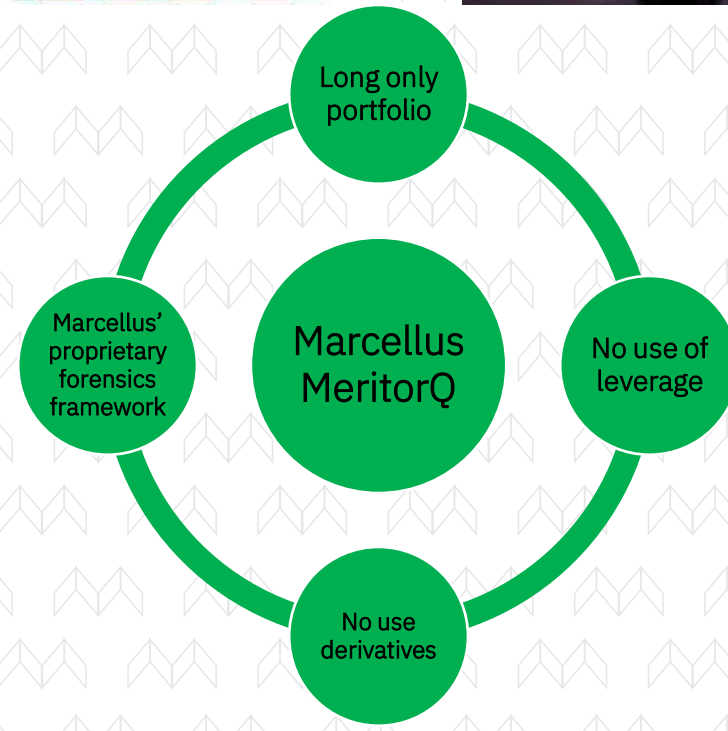 Long only
portfolio
Marcellus’
proprietary
forensics
framework
Marcellus
MeritorQ
No use of
leverage
No use
derivatives